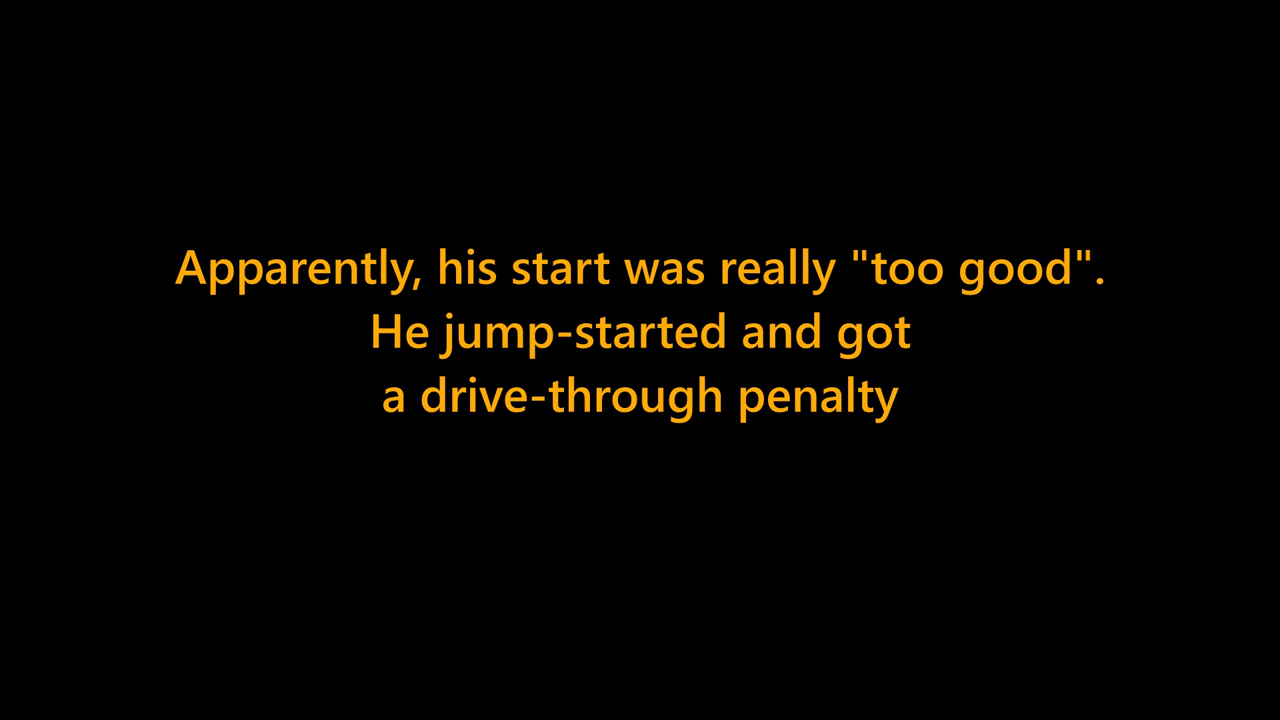 Apparently, his start was really "too good".
He jump-started and got
a drive-through penalty